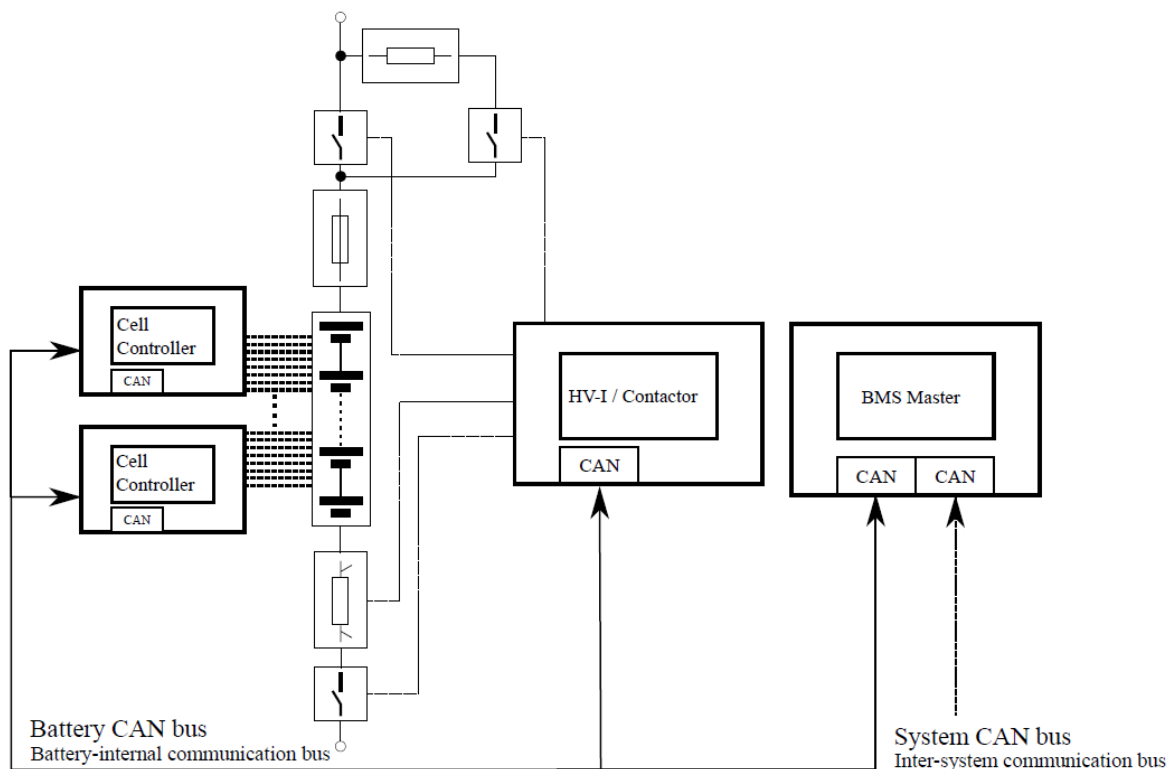 Cell
Controller
CAN
Cell
Controller
CAN
HV-I / Contactor
CAN
BMS Master
CAN
CAN
Battery CAN bus
Battery-internal communication bus
System CAN bus
Inter-system communication bus